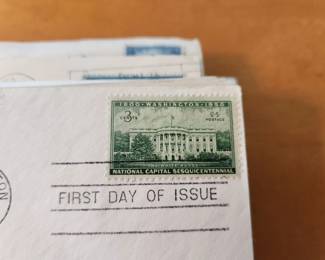 1800 · WASHINGTON · 1950
3 CENTS
U·S POSTAGE
THE WHITE HOUSE
NATIONAL CAPITAL SESQUICENTENNIAL
FIRST DAY OF ISSUE